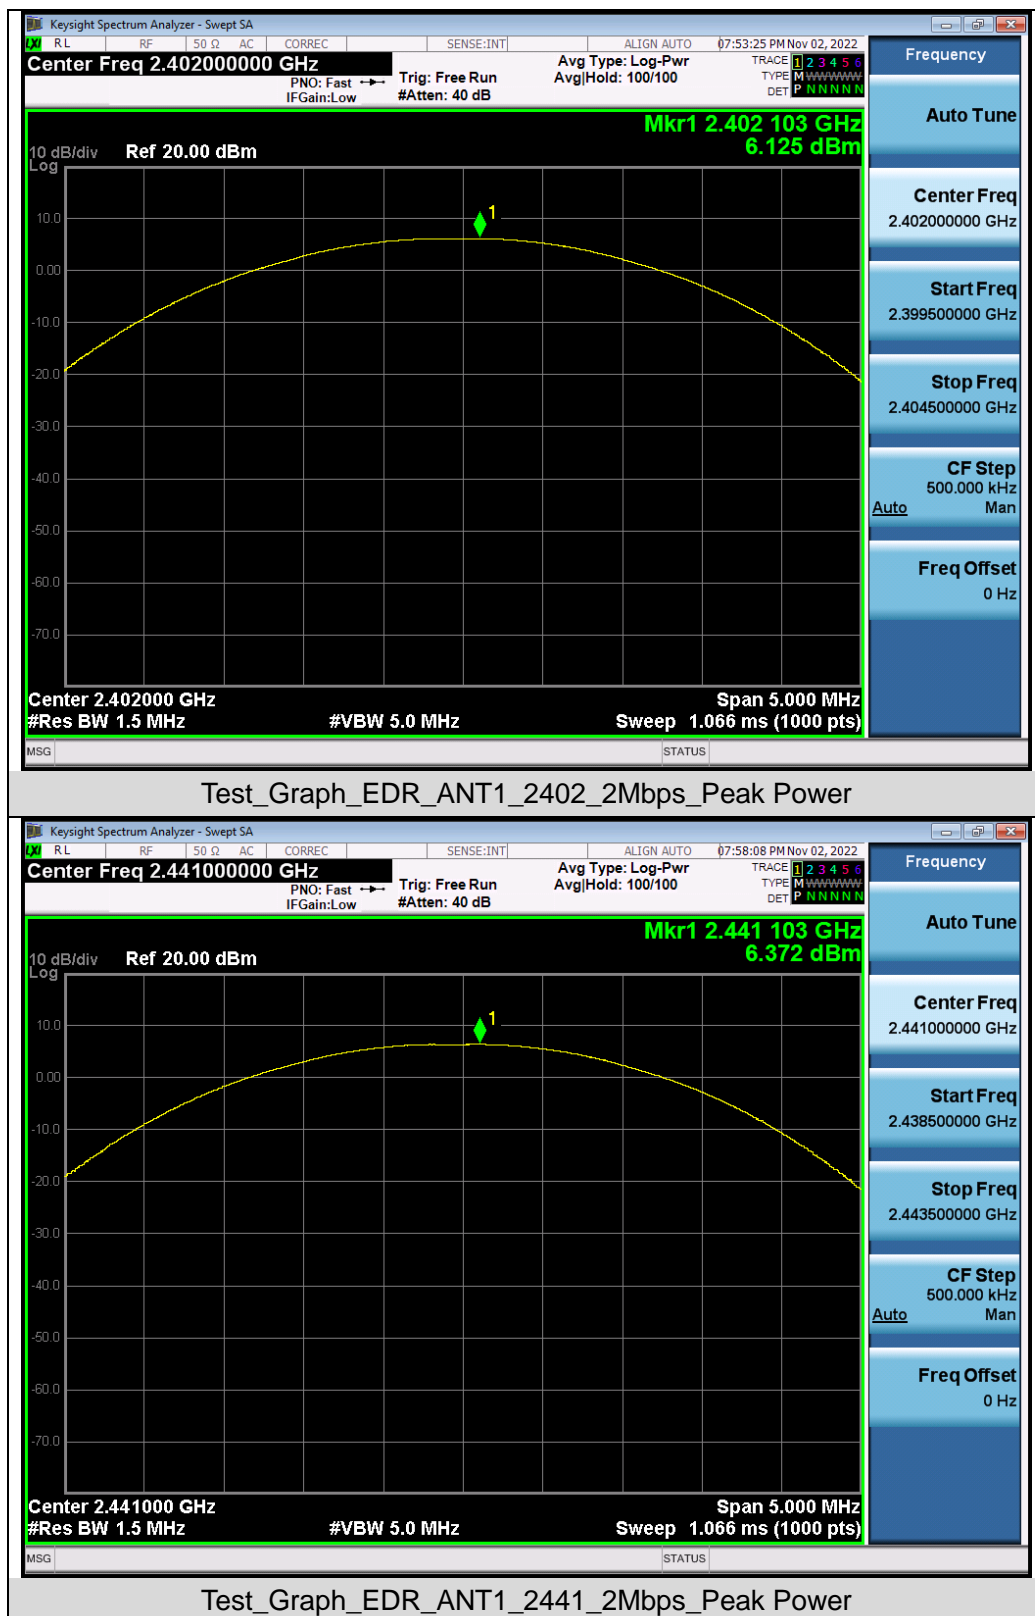 Keysight Spectrum Analyzer - Swept SA
LXI RL RF 50 Ω AC CORREC SENSE:INT ALIGN AUTO 07:53:25 PM Nov 02, 2022
Center Freq 2.402000000 GHz
PNO: Fast
IFGain:Low
Trig: Free Run
#Atten: 40 dB
Avg Type: Log-Pwr
Avg|Hold: 100/100
TRACE 1 2 3 4 5 6
TYPE M WWWWW
DET P N N N N N
Mkr1 2.402 103 GHz
6.125 dBm
10 dB/div Ref 20.00 dBm
Log
10.0
1
0.00
-10.0
-20.0
-30.0
-40.0
-50.0
-60.0
-70.0
Center 2.402000 GHz Span 5.000 MHz
#Res BW 1.5 MHz #VBW 5.0 MHz Sweep 1.066 ms (1000 pts)
MSG STATUS
Frequency
Auto Tune
Center Freq
2.402000000 GHz
Start Freq
2.399500000 GHz
Stop Freq
2.404500000 GHz
CF Step
500.000 kHz
Auto Man
Freq Offset
0 Hz
Test_Graph_EDR_ANT1_2402_2Mbps_Peak Power
Keysight Spectrum Analyzer - Swept SA
LXI RL RF 50 Ω AC CORREC SENSE:INT ALIGN AUTO 07:58:08 PM Nov 02, 2022
Center Freq 2.441000000 GHz
PNO: Fast
IFGain:Low
Trig: Free Run
#Atten: 40 dB
Avg Type: Log-Pwr
Avg|Hold: 100/100
TRACE 1 2 3 4 5 6
TYPE M WWWWW
DET P N N N N N
Mkr1 2.441 103 GHz
6.372 dBm
10 dB/div Ref 20.00 dBm
Log
10.0
1
0.00
-10.0
-20.0
-30.0
-40.0
-50.0
-60.0
-70.0
Center 2.441000 GHz Span 5.000 MHz
#Res BW 1.5 MHz #VBW 5.0 MHz Sweep 1.066 ms (1000 pts)
MSG STATUS
Frequency
Auto Tune
Center Freq
2.441000000 GHz
Start Freq
2.438500000 GHz
Stop Freq
2.443500000 GHz
CF Step
500.000 kHz
Auto Man
Freq Offset
0 Hz
Test_Graph_EDR_ANT1_2441_2Mbps_Peak Power